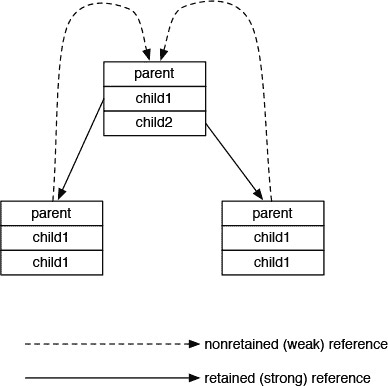 parent
child1
child2
parent
child1
child1
parent
child1
child1
nonretained (weak) reference
retained (strong) reference